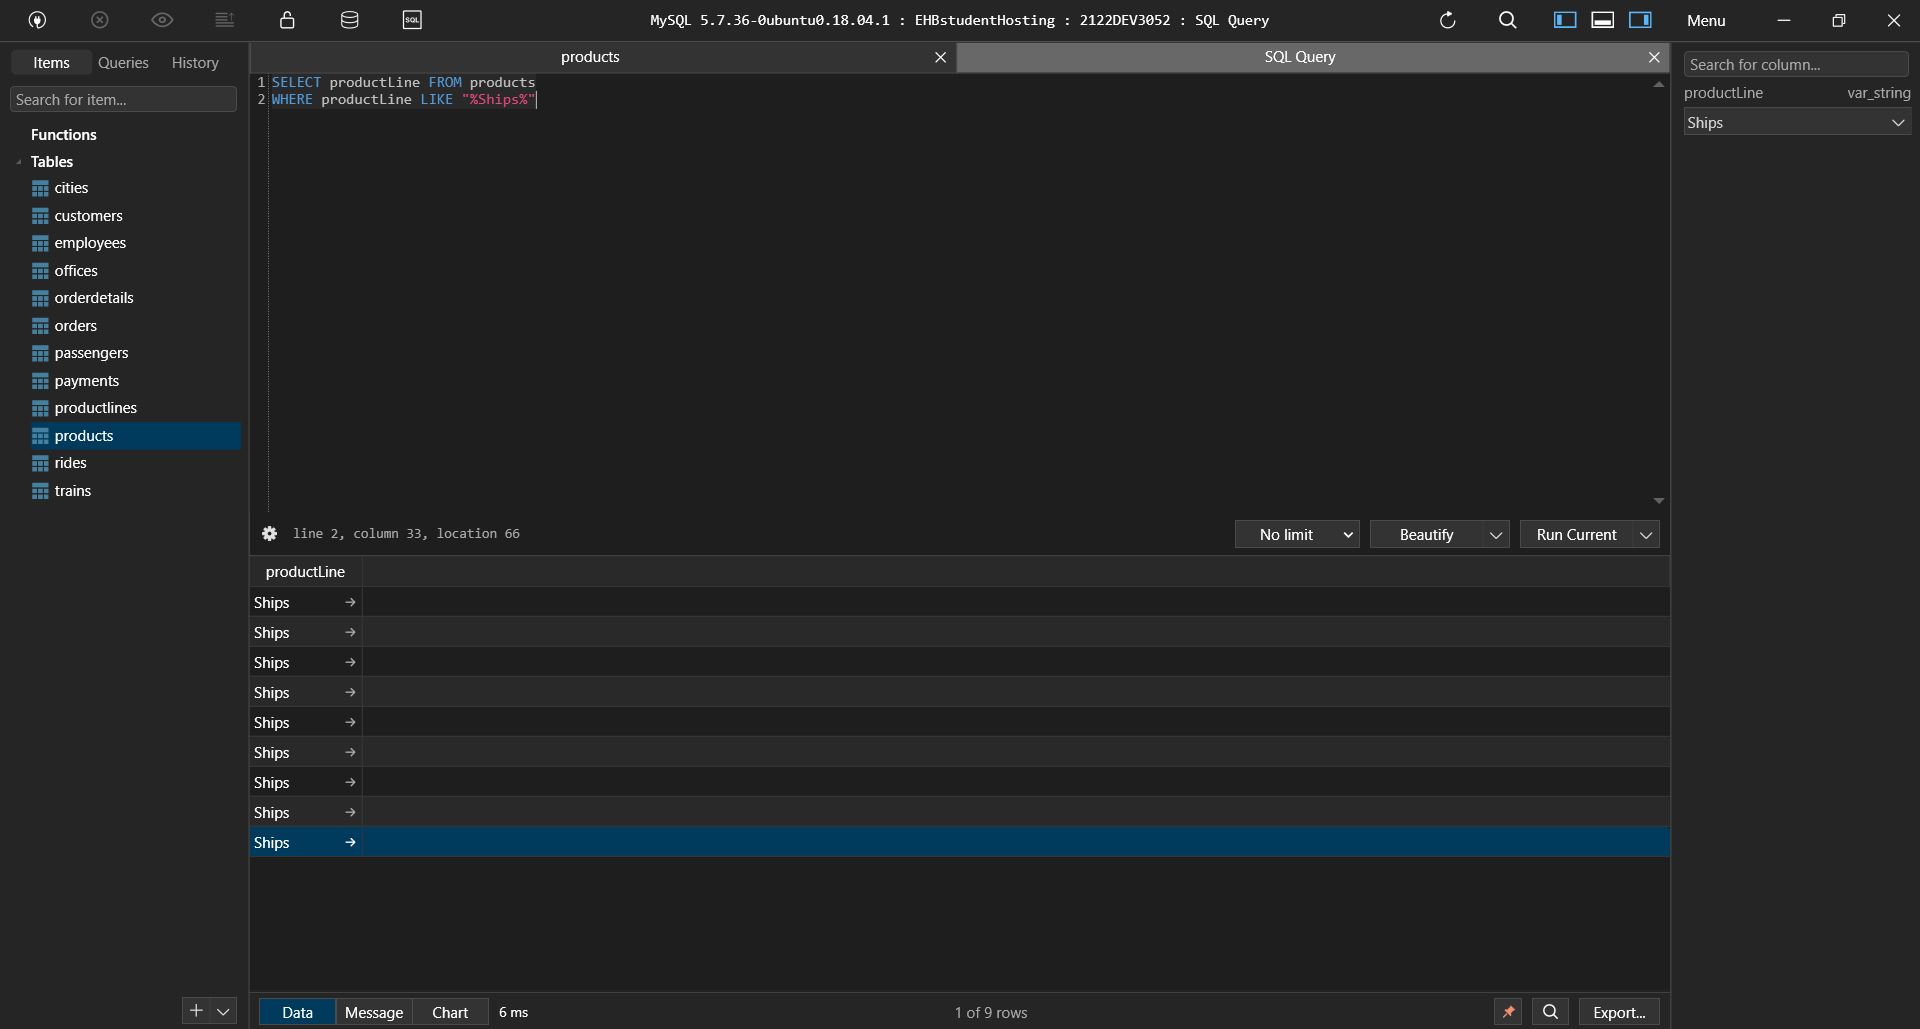 SQL
MySQL 5.7.36-0ubuntu0.18.04.1 : EHBstudentHosting : 2122DEV3052 : SQL Query
Menu
Items Queries History
Search for item...
Functions
Tables
cities
customers
employees
offices
orderdetails
orders
passengers
payments
productlines
products
rides
trains
products
SQL Query
1 SELECT productLine FROM products
2 WHERE productLine LIKE "%Ships%"
line 2, column 33, location 66
No limit
Beautify
Run Current
productLine
Ships
Ships
Ships
Ships
Ships
Ships
Ships
Ships
Ships
Data Message Chart 6 ms
1 of 9 rows
Export...
Search for column...
productLine var_string
Ships